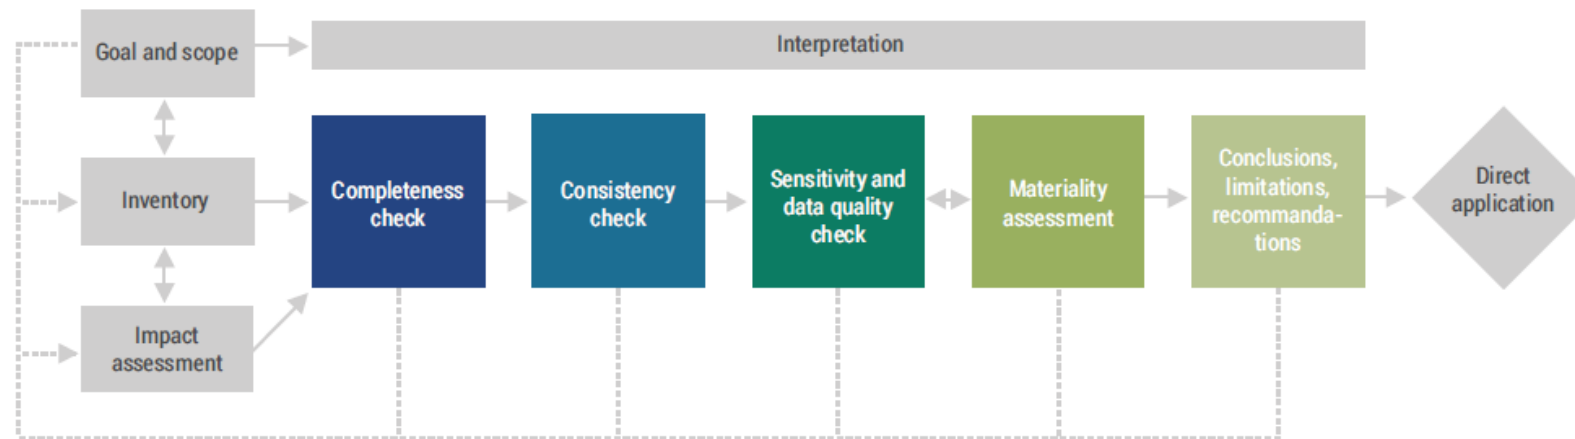 Goal and scope
Interpretation
Inventory
Impact
assessment
Completeness
check
Consistency
check
Sensitivity and
data quality
check
Materiality
assessment
Conclusions,
limitations,
recommanda-
tions
Direct
application